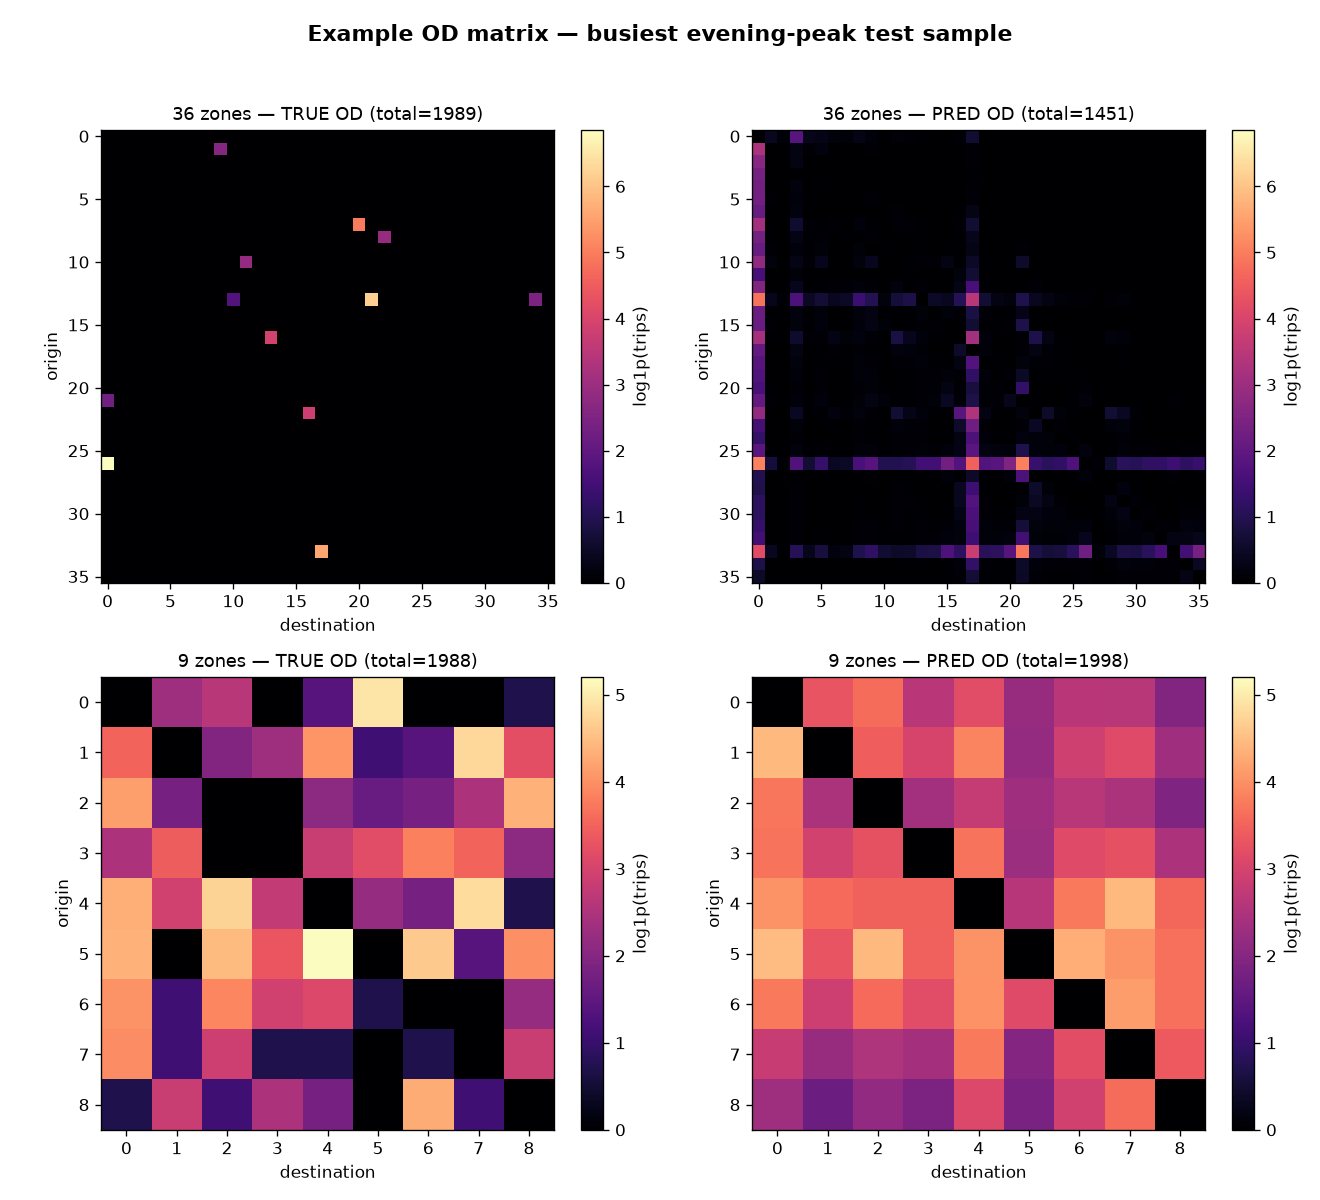 Example OD matrix — busiest evening-peak test sample
36 zones — TRUE OD (total=1989)
0
5
10
15
20
25
30
35
origin
0 5 10 15 20 25 30 35
destination
6
5
4
3
2
1
0
log1p(trips)
36 zones — PRED OD (total=1451)
0
5
10
15
20
25
30
35
origin
0 5 10 15 20 25 30 35
destination
6
5
4
3
2
1
0
log1p(trips)
9 zones — TRUE OD (total=1988)
0
1
2
3
4
5
6
7
8
origin
0 1 2 3 4 5 6 7 8
destination
5
4
3
2
1
0
log1p(trips)
9 zones — PRED OD (total=1998)
0
1
2
3
4
5
6
7
8
origin
0 1 2 3 4 5 6 7 8
destination
5
4
3
2
1
0
log1p(trips)